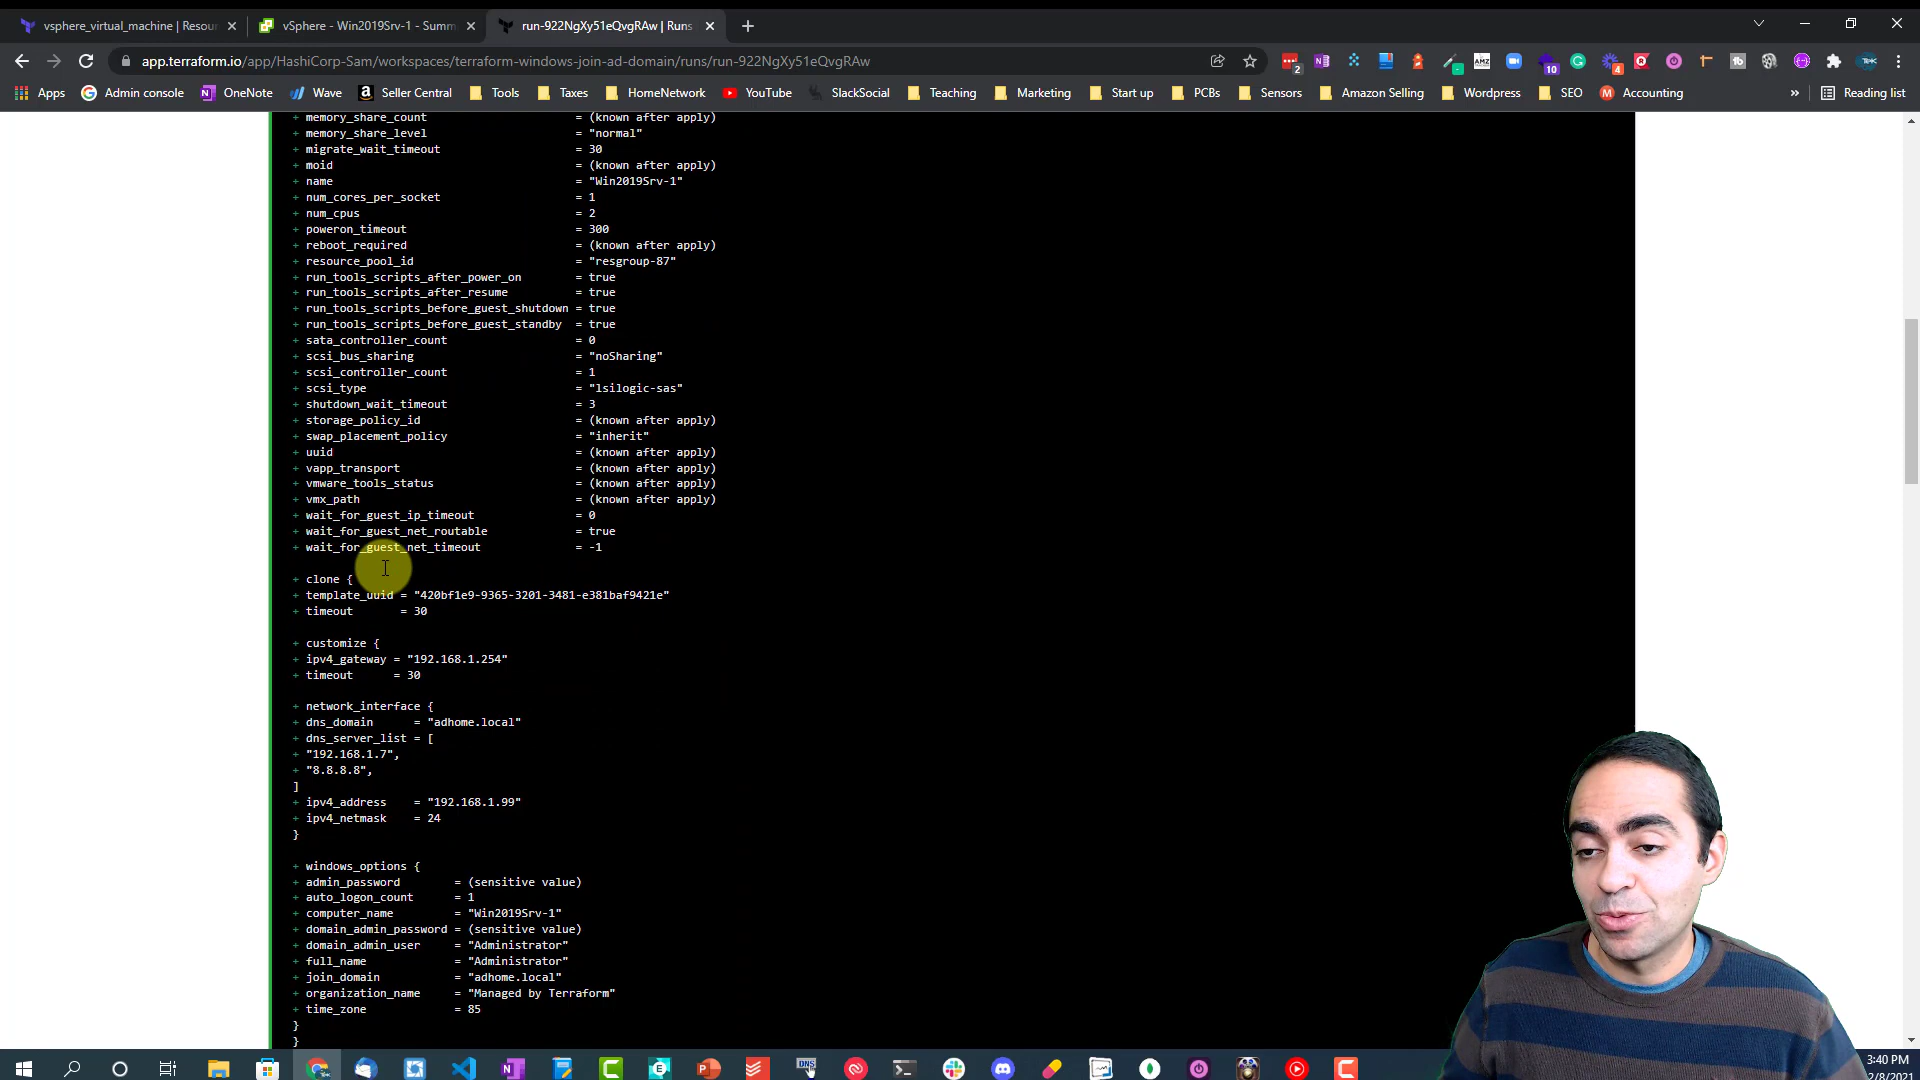 vsphere_virtual_machine | Resou
vSphere - Win2019Srv-1 - Summ
run-922NgXy51eQvgRAw | Runs
app.terraform.io/app/HashiCorp-Sam/workspaces/terraform-windows-join-ad-domain/runs/run-922NgXy51eQvgRAw
Apps
Admin console
OneNote
Wave
Seller Central
Tools
Taxes
HomeNetwork
YouTube
SlackSocial
Teaching
Marketing
Start up
PCBs
Sensors
Amazon Selling
Wordpress
SEO
Accounting
»
Reading list
+ memory_share_count = (known after apply)
+ memory_share_level = "normal"
+ migrate_wait_timeout = 30
+ moid = (known after apply)
+ name = "Win2019Srv-1"
+ num_cores_per_socket = 1
+ num_cpus = 2
+ poweron_timeout = 300
+ reboot_required = (known after apply)
+ resource_pool_id = "resgroup-87"
+ run_tools_scripts_after_power_on = true
+ run_tools_scripts_after_resume = true
+ run_tools_scripts_before_guest_shutdown = true
+ run_tools_scripts_before_guest_standby = true
+ sata_controller_count = 0
+ scsi_bus_sharing = "noSharing"
+ scsi_controller_count = 1
+ scsi_type = "lsilogic-sas"
+ shutdown_wait_timeout = 3
+ storage_policy_id = (known after apply)
+ swap_placement_policy = "inherit"
+ uuid = (known after apply)
+ vapp_transport = (known after apply)
+ vmware_tools_status = (known after apply)
+ vmx_path = (known after apply)
+ wait_for_guest_ip_timeout = 0
+ wait_for_guest_net_routable = true
+ wait_for_guest_net_timeout = -1
+ clone {
+ template_uuid = "420bf1e9-9365-3201-3481-e381baf9421e"
+ timeout = 30
+ customize {
+ ipv4_gateway = "192.168.1.254"
+ timeout = 30
+ network_interface {
+ dns_domain = "adhome.local"
+ dns_server_list = [
+ "192.168.1.7",
+ "8.8.8.8",
]
+ ipv4_address = "192.168.1.99"
+ ipv4_netmask = 24
}
+ windows_options {
+ admin_password = (sensitive value)
+ auto_logon_count = 1
+ computer_name = "Win2019Srv-1"
+ domain_admin_password = (sensitive value)
+ domain_admin_user = "Administrator"
+ full_name = "Administrator"
+ join_domain = "adhome.local"
+ organization_name = "Managed by Terraform"
+ time_zone = 85
}
}
3:40 PM
2/8/2021